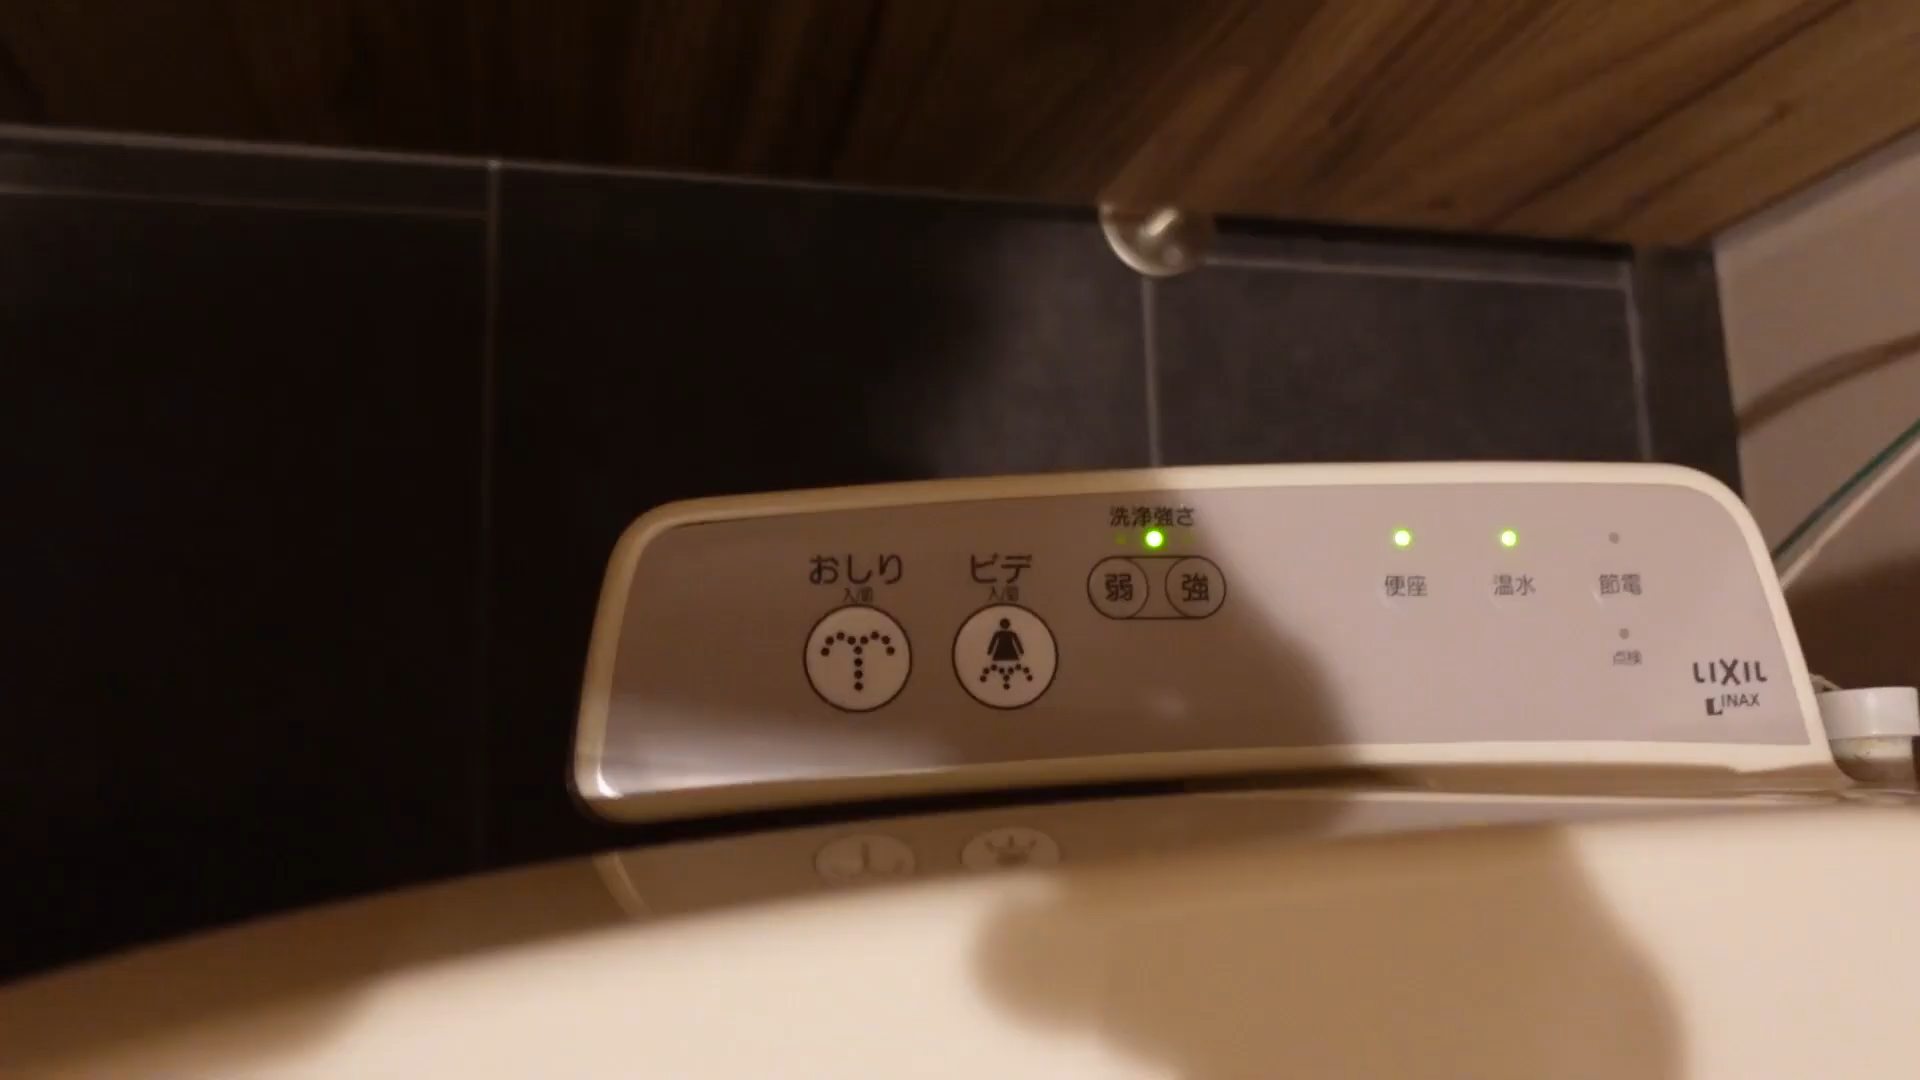 洗浄強さ
おしり
入/切
ビデ
入/切
弱 強
便座
温水
節電
点検
LIXIL
INAX